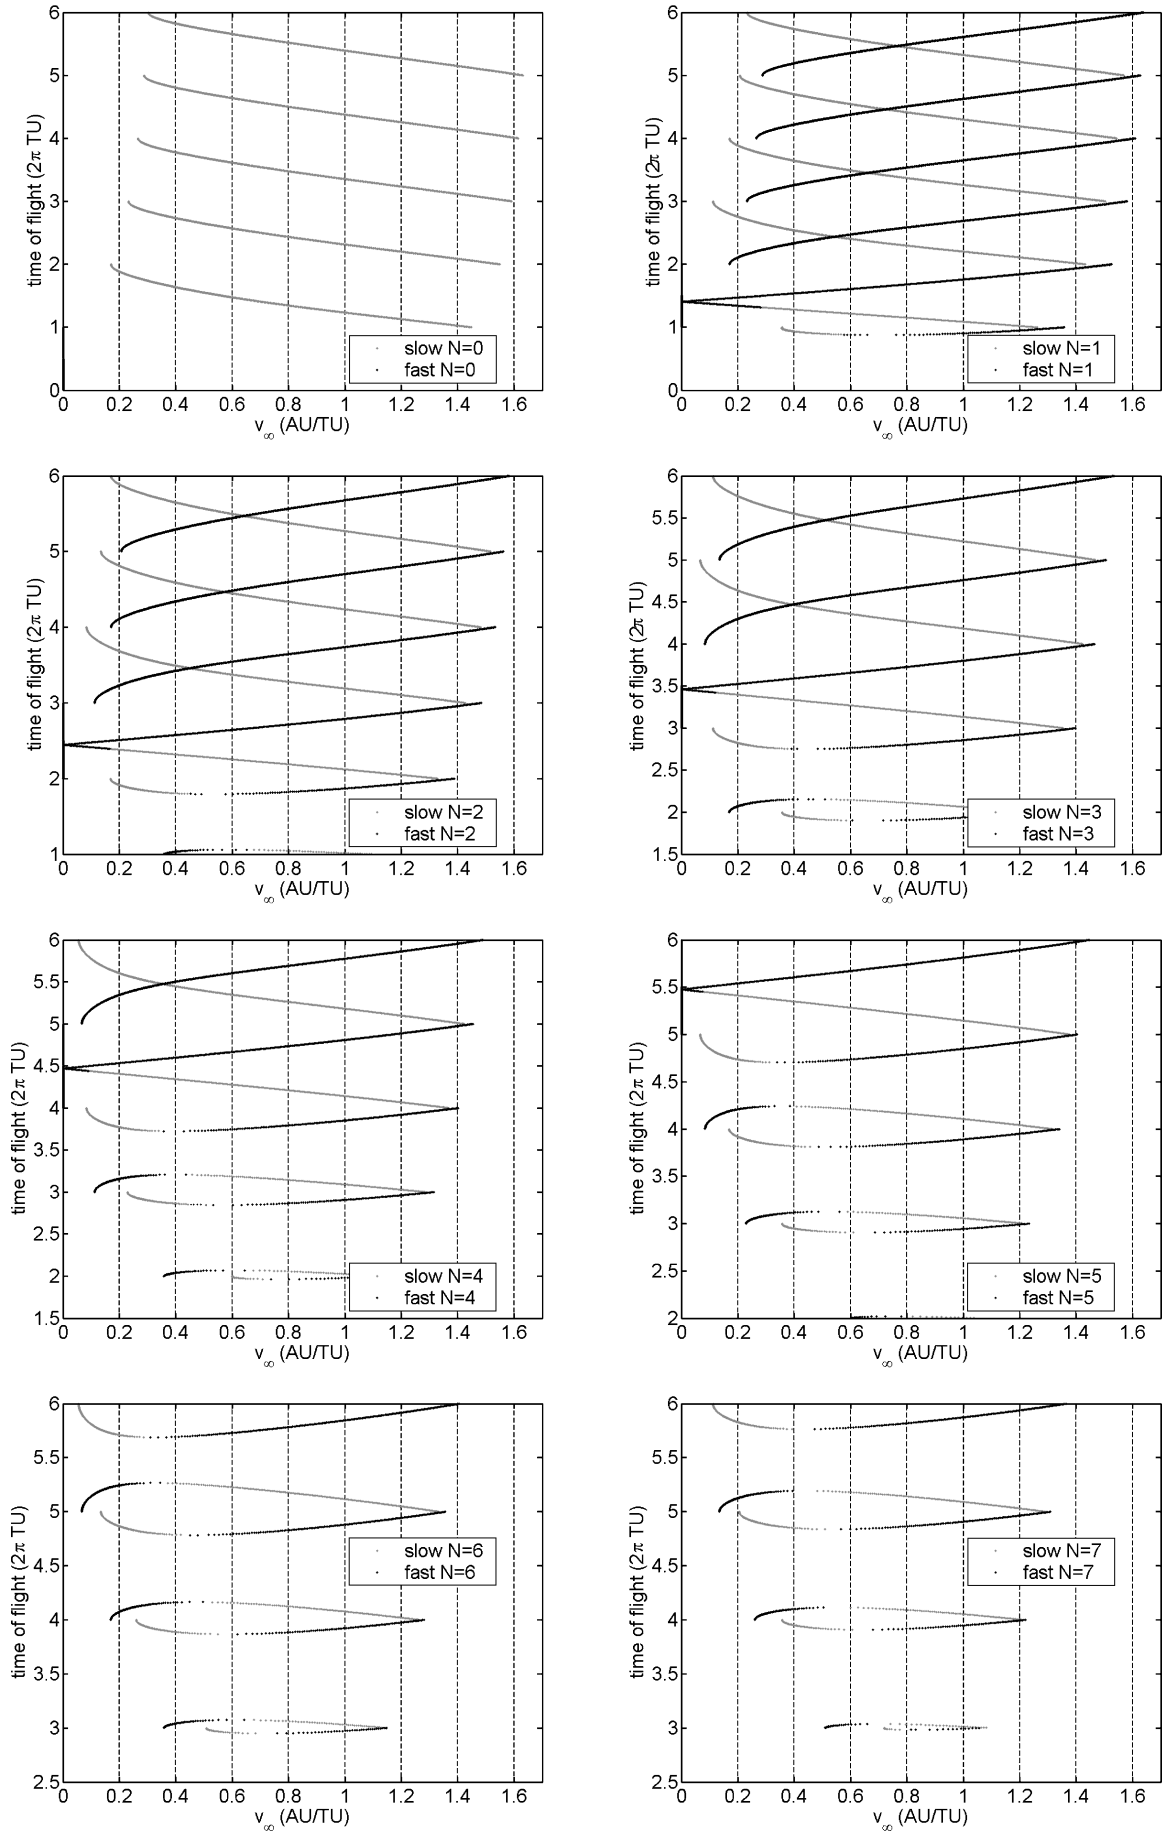 6
5
4
3
2
1
0
time of flight (2π TU)
slow N=0
fast N=0
0 0.2 0.4 0.6 0.8 1 1.2 1.4 1.6
v∞ (AU/TU)
6
5
4
3
2
1
0
time of flight (2π TU)
slow N=1
fast N=1
0 0.2 0.4 0.6 0.8 1 1.2 1.4 1.6
v∞ (AU/TU)
6
5
4
3
2
1
time of flight (2π TU)
slow N=2
fast N=2
0 0.2 0.4 0.6 0.8 1 1.2 1.4 1.6
v∞ (AU/TU)
6
5.5
5
4.5
4
3.5
3
2.5
2
1.5
time of flight (2π TU)
slow N=3
fast N=3
0 0.2 0.4 0.6 0.8 1 1.2 1.4 1.6
v∞ (AU/TU)
6
5.5
5
4.5
4
3.5
3
2.5
2
1.5
time of flight (2π TU)
slow N=4
fast N=4
0 0.2 0.4 0.6 0.8 1 1.2 1.4 1.6
v∞ (AU/TU)
6
5.5
5
4.5
4
3.5
3
2.5
2
time of flight (2π TU)
slow N=5
fast N=5
0 0.2 0.4 0.6 0.8 1 1.2 1.4 1.6
v∞ (AU/TU)
6
5.5
5
4.5
4
3.5
3
2.5
time of flight (2π TU)
slow N=6
fast N=6
0 0.2 0.4 0.6 0.8 1 1.2 1.4 1.6
v∞ (AU/TU)
6
5.5
5
4.5
4
3.5
3
2.5
time of flight (2π TU)
slow N=7
fast N=7
0 0.2 0.4 0.6 0.8 1 1.2 1.4 1.6
v∞ (AU/TU)